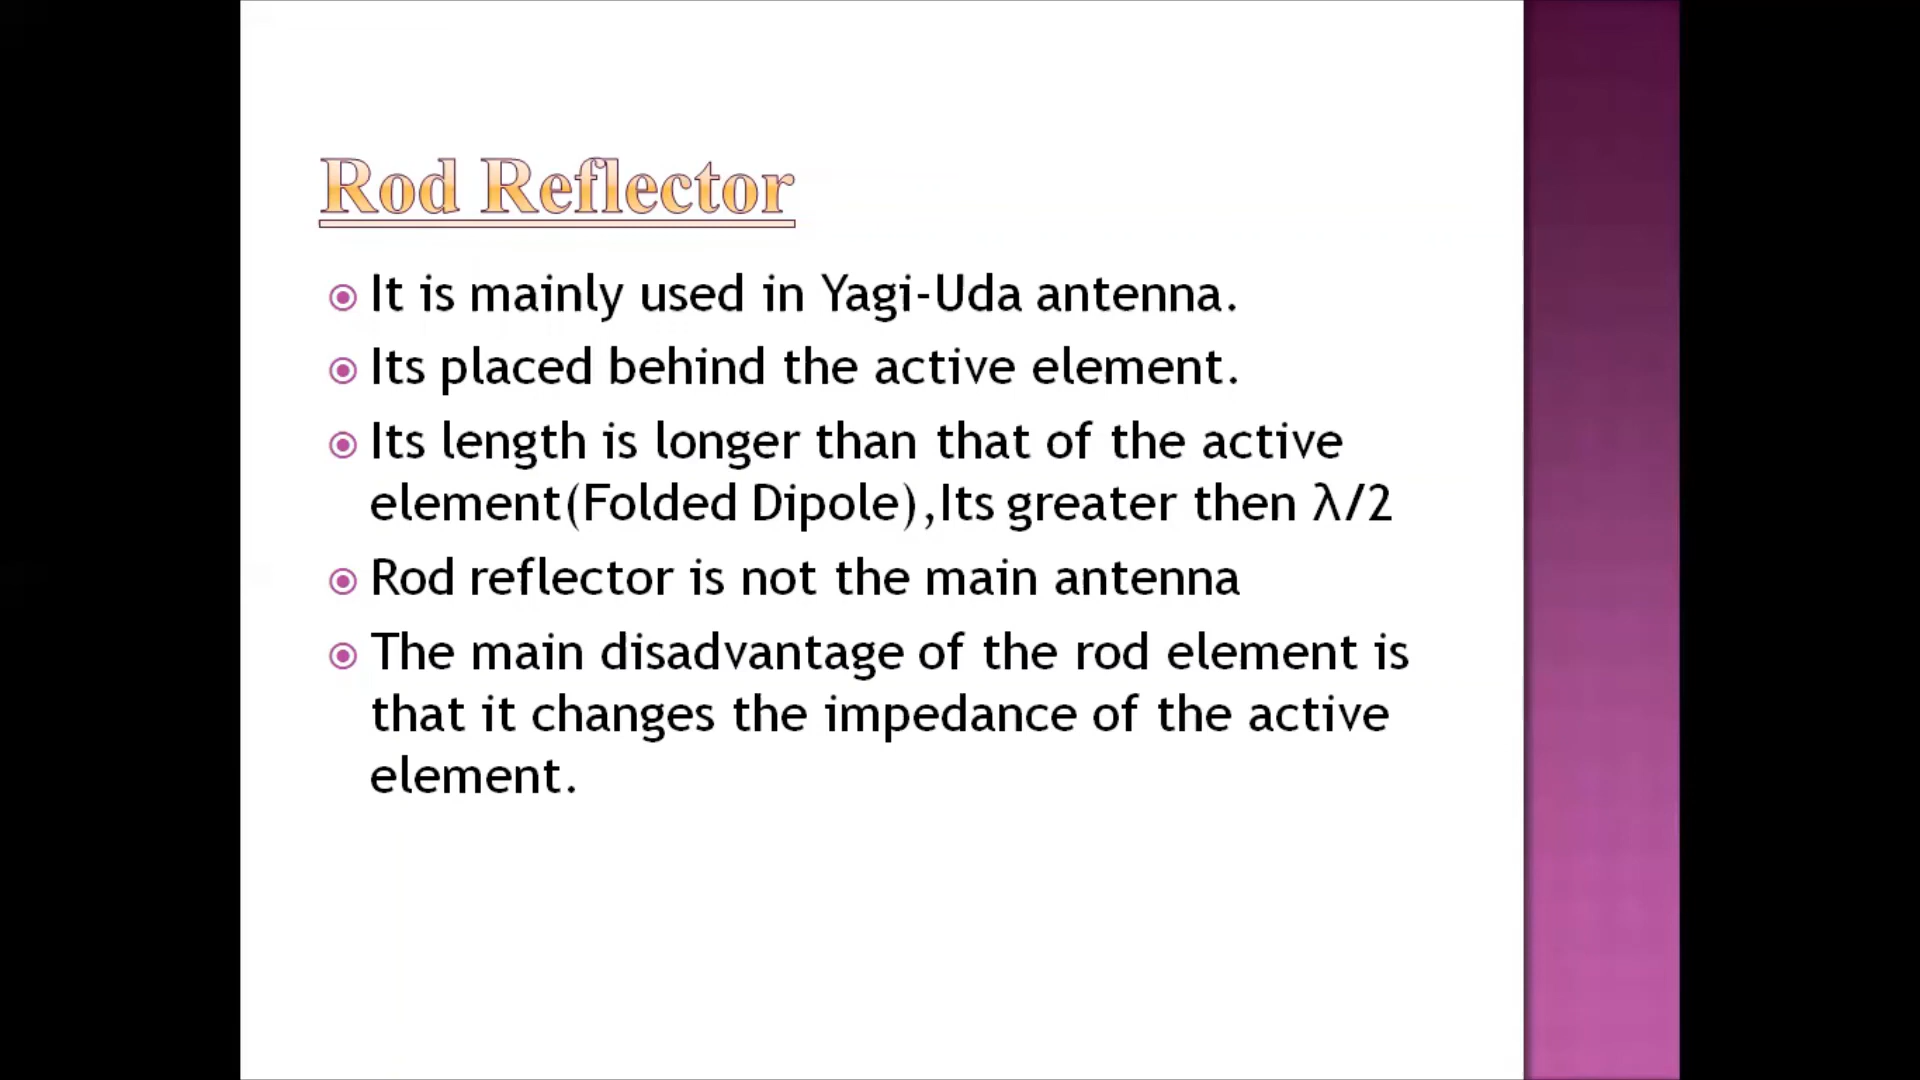 Rod Reflector
It is mainly used in Yagi-Uda antenna.
Its placed behind the active element.
Its length is longer than that of the active
element(Folded Dipole),Its greater then λ/2
Rod reflector is not the main antenna
The main disadvantage of the rod element is
that it changes the impedance of the active
element.